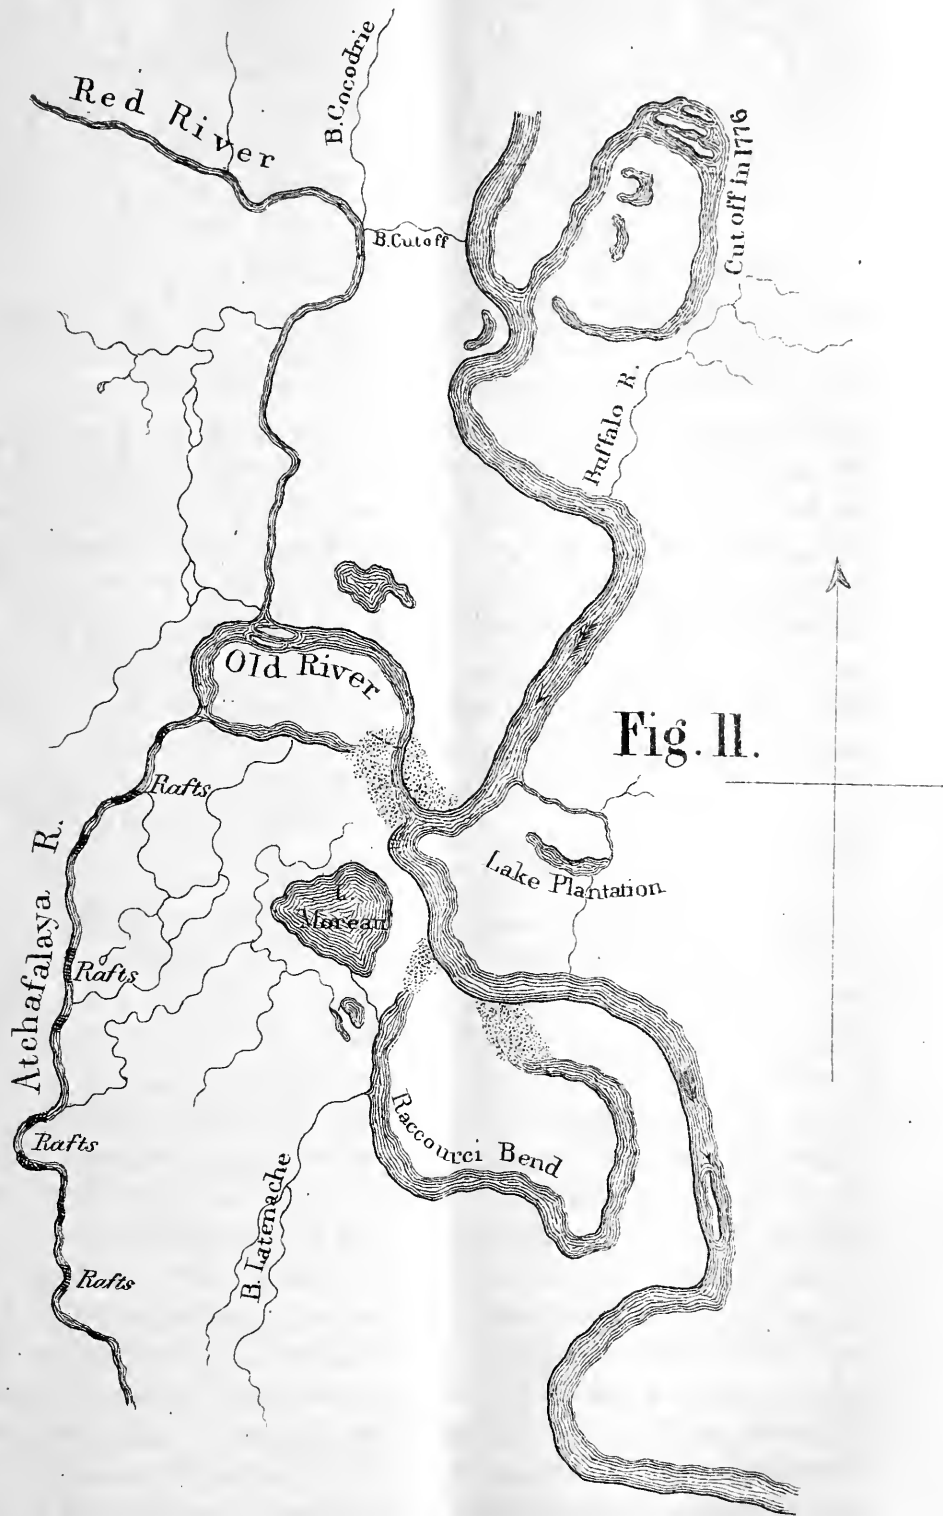 Red River
B. Cocodrie
B. Cutoff
Cut off in 1776
Buffalo R.
Old River
Fig. 11.
Rafts
Atchafalaya R.
Lake Plantation
L.
Moreau
Rafts
Raccourci Bend
Rafts
B. Latenache
Rafts